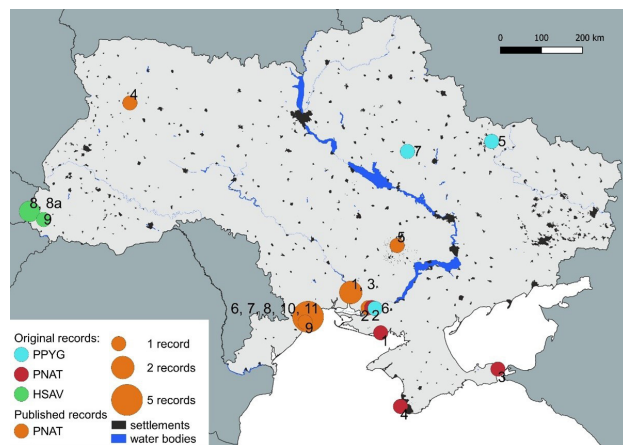 0 100 200 km
4
7
5
8, 8a
9
5
1, 3,
6, 7, 8, 10, 11
2 2 6
9
1
3
4
Original records:
PPYG
PNAT
HSAV
Published records
PNAT
1 record
2 records
5 records
settlements
water bodies